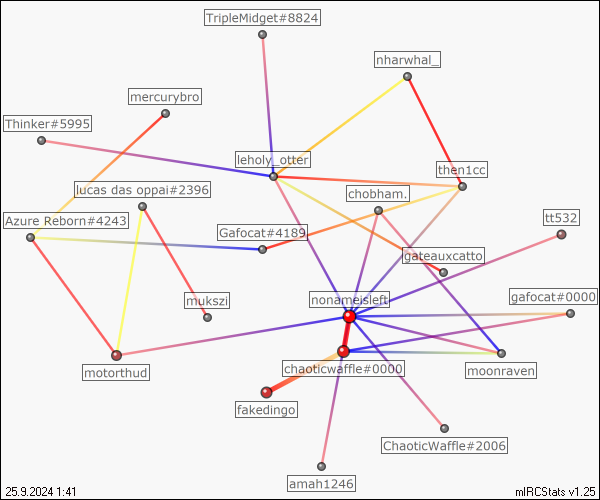 TripleMidget#8824
nharwhal_
mercurybro
Thinker#5995
leholy_otter
then1cc
lucas das oppai#2396
chobham.
Azure Reborn#4243
Gafocat#4189
tt532
gateauxcatto
mukszi
nonameisleft
gafocat#0000
motorthud
chaoticwaffle#0000
moonraven
fakedingo
ChaoticWaffle#2006
amah1246
25.9.2024 1:41
mIRCStats v1.25